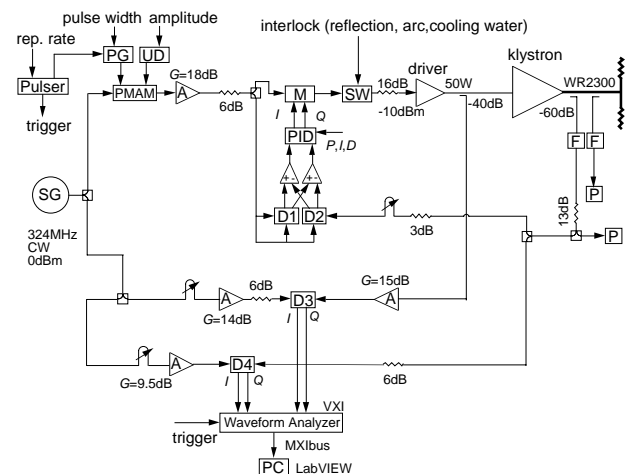 pulse width amplitude
interlock (reflection, arc,cooling water)
rep. rate
PG
UD
G=18dB
driver
klystron
Pulser
PMAM
A
6dB
M
SW
16dB
-10dBm
50W
-40dB
WR2300
-60dB
trigger
I
Q
PID
P,I,D
F
F
+-
+-
P
SG
D1
D2
13dB
3dB
P
324MHz
CW
0dBm
G=15dB
6dB
A
D3
A
G=14dB
I
Q
A
D4
G=9.5dB
I
Q
6dB
VXI
Waveform Analyzer
trigger
MXIbus
PC
LabVIEW